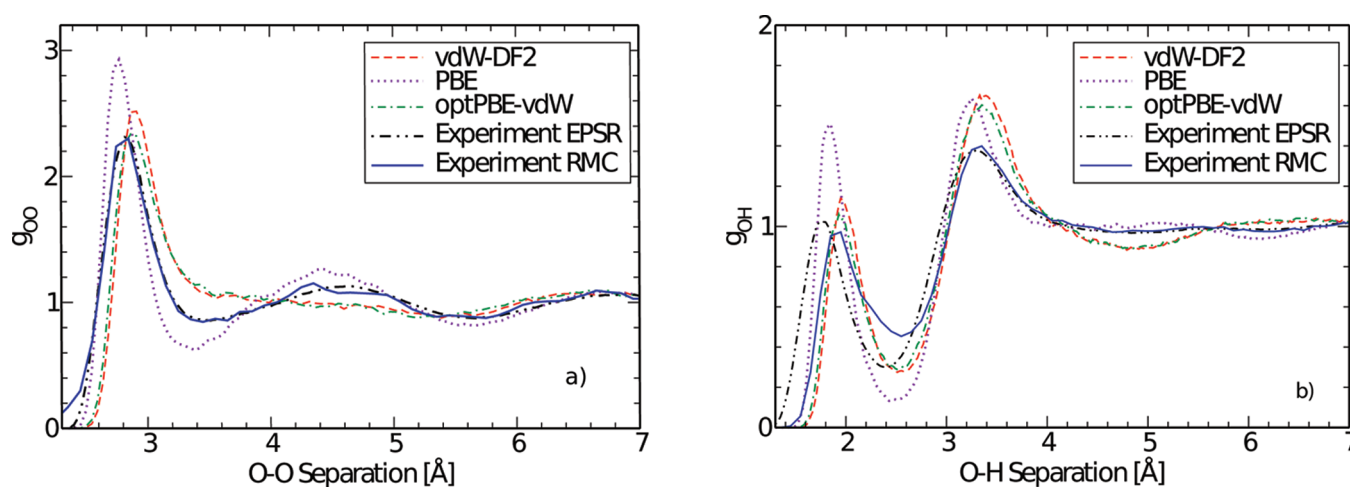 3
2
1
0
g_OO
vdW-DF2
PBE
optPBE-vdW
Experiment EPSR
Experiment RMC
a)
3 4 5 6 7
O-O Separation [Å]
2
1
0
g_OH
vdW-DF2
PBE
optPBE-vdW
Experiment EPSR
Experiment RMC
b)
2 3 4 5 6 7
O-H Separation [Å]